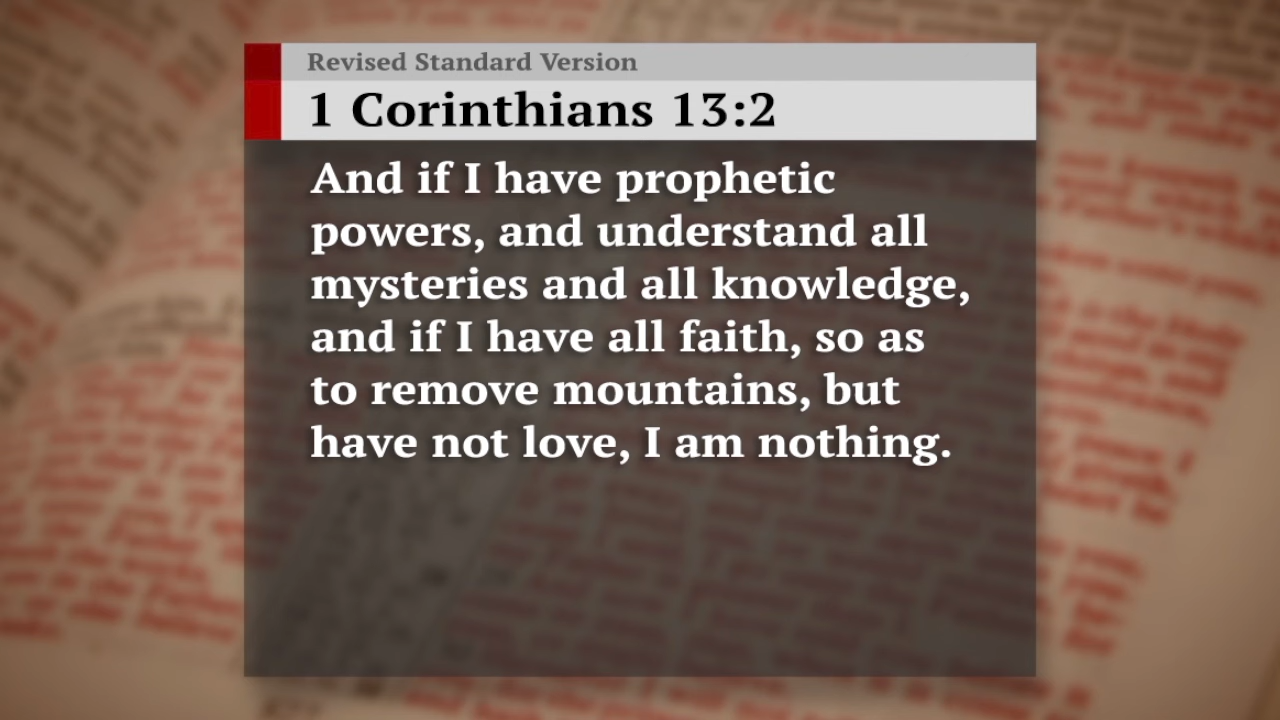 Revised Standard Version
1 Corinthians 13:2
And if I have prophetic
powers, and understand all
mysteries and all knowledge,
and if I have all faith, so as
to remove mountains, but
have not love, I am nothing.